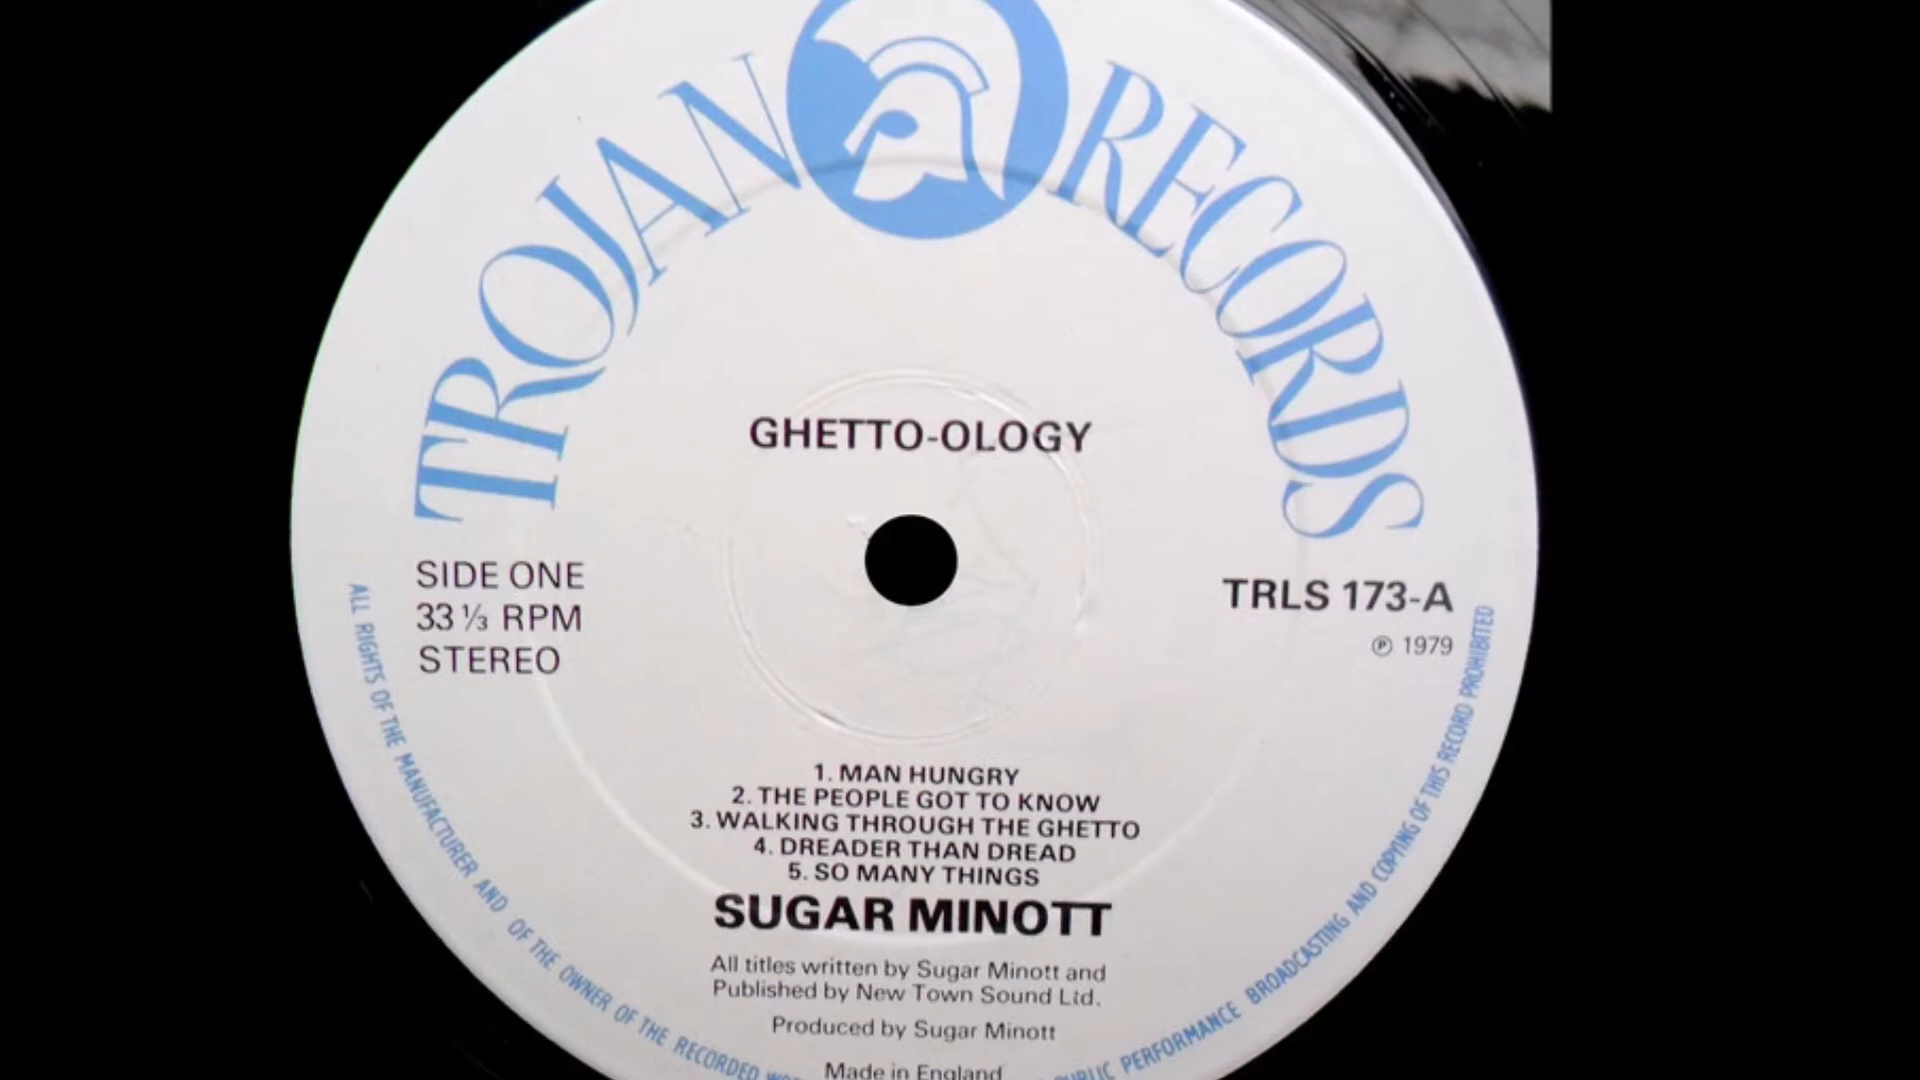 TROJAN RECORDS
GHETTO-OLOGY
SIDE ONE
33⅓ RPM
STEREO
TRLS 173-A
℗ 1979
1. MAN HUNGRY
2. THE PEOPLE GOT TO KNOW
3. WALKING THROUGH THE GHETTO
4. DREADER THAN DREAD
5. SO MANY THINGS
SUGAR MINOTT
All titles written by Sugar Minott and
Published by New Town Sound Ltd.
Produced by Sugar Minott
Made in England
ALL RIGHTS OF THE MANUFACTURER AND OF THE OWNER OF THE RECORDED
PUBLIC PERFORMANCE BROADCASTING AND COPYING OF THIS RECORD PROHIBITED